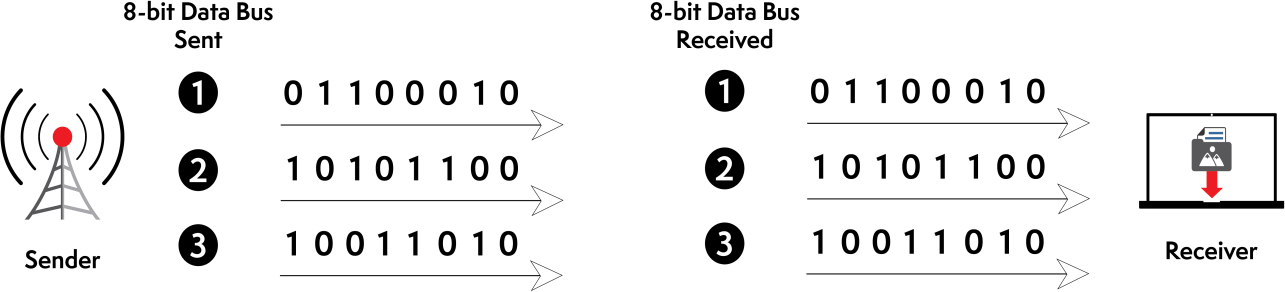 8-bit Data Bus
Sent
8-bit Data Bus
Received
1 0 1 1 0 0 0 1 0
1 0 1 1 0 0 0 1 0
2 1 0 1 0 1 1 0 0
2 1 0 1 0 1 1 0 0
3 1 0 0 1 1 0 1 0
3 1 0 0 1 1 0 1 0
Sender
Receiver